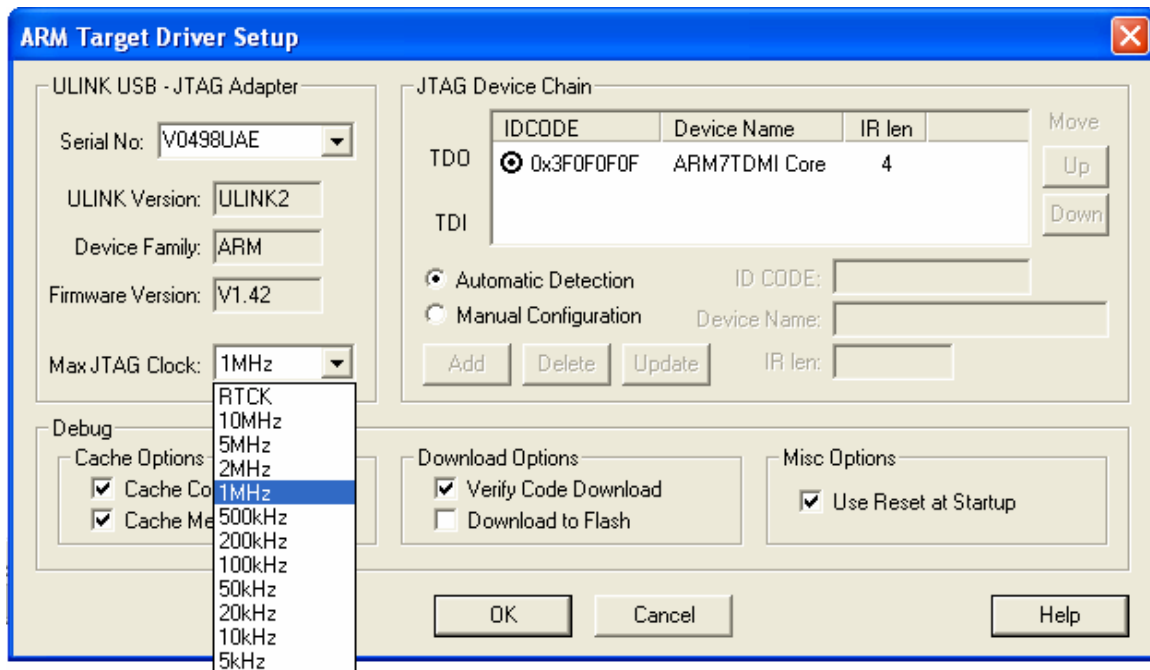 ARM Target Driver Setup
ULINK USB - JTAG Adapter
Serial No: V0498UAE
ULINK Version: ULINK2
Device Family: ARM
Firmware Version: V1.42
Max JTAG Clock: 1MHz
RTCK
10MHz
5MHz
2MHz
1MHz
500kHz
200kHz
100kHz
50kHz
20kHz
10kHz
5kHz
JTAG Device Chain
IDCODE Device Name IR len
TDO 0x3F0F0F0F ARM7TDMI Core 4
TDI
Move
Up
Down
Automatic Detection
Manual Configuration
ID CODE:
Device Name:
IR len:
Add Delete Update
Debug
Cache Options
Cache Co
Cache Me
Download Options
Verify Code Download
Download to Flash
Misc Options
Use Reset at Startup
OK Cancel Help